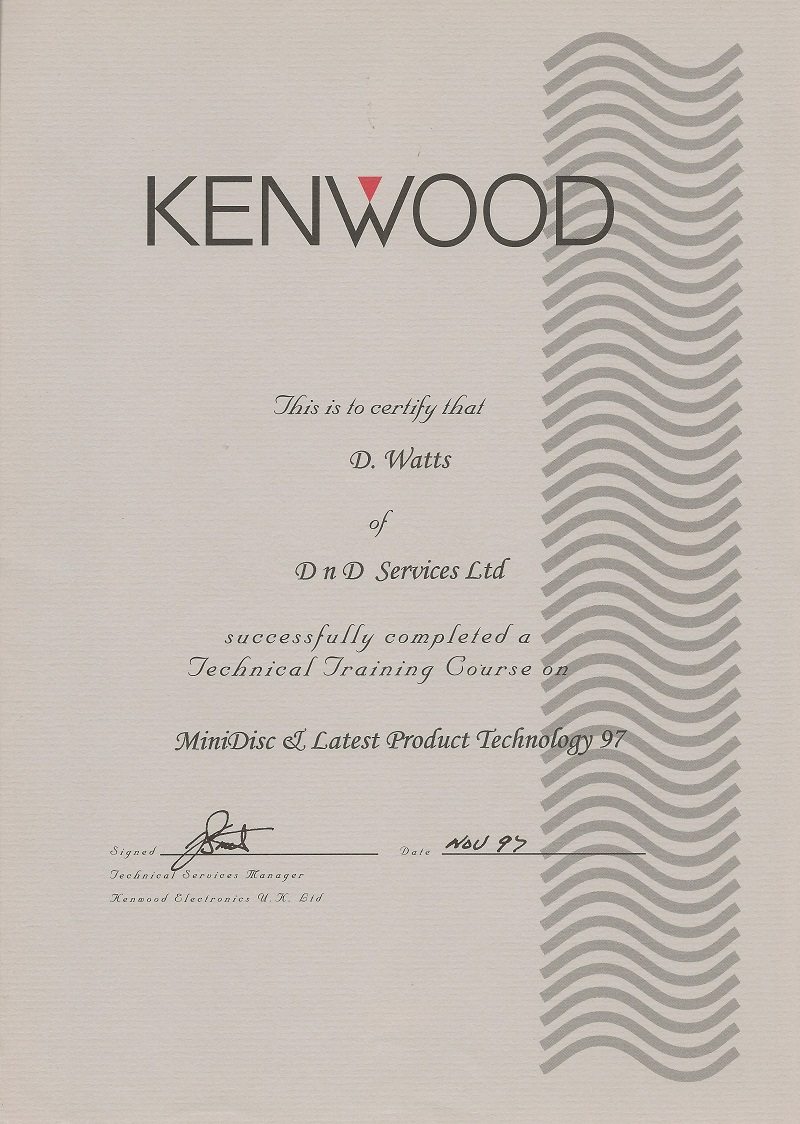 KENWOOD
This is to certify that
D. Watts
of
D n D Services Ltd
successfully completed a
Technical Training Course on
MiniDisc & Latest Product Technology 97
Signed Date NOV 97
Technical Services Manager
Kenwood Electronics U.K. Ltd